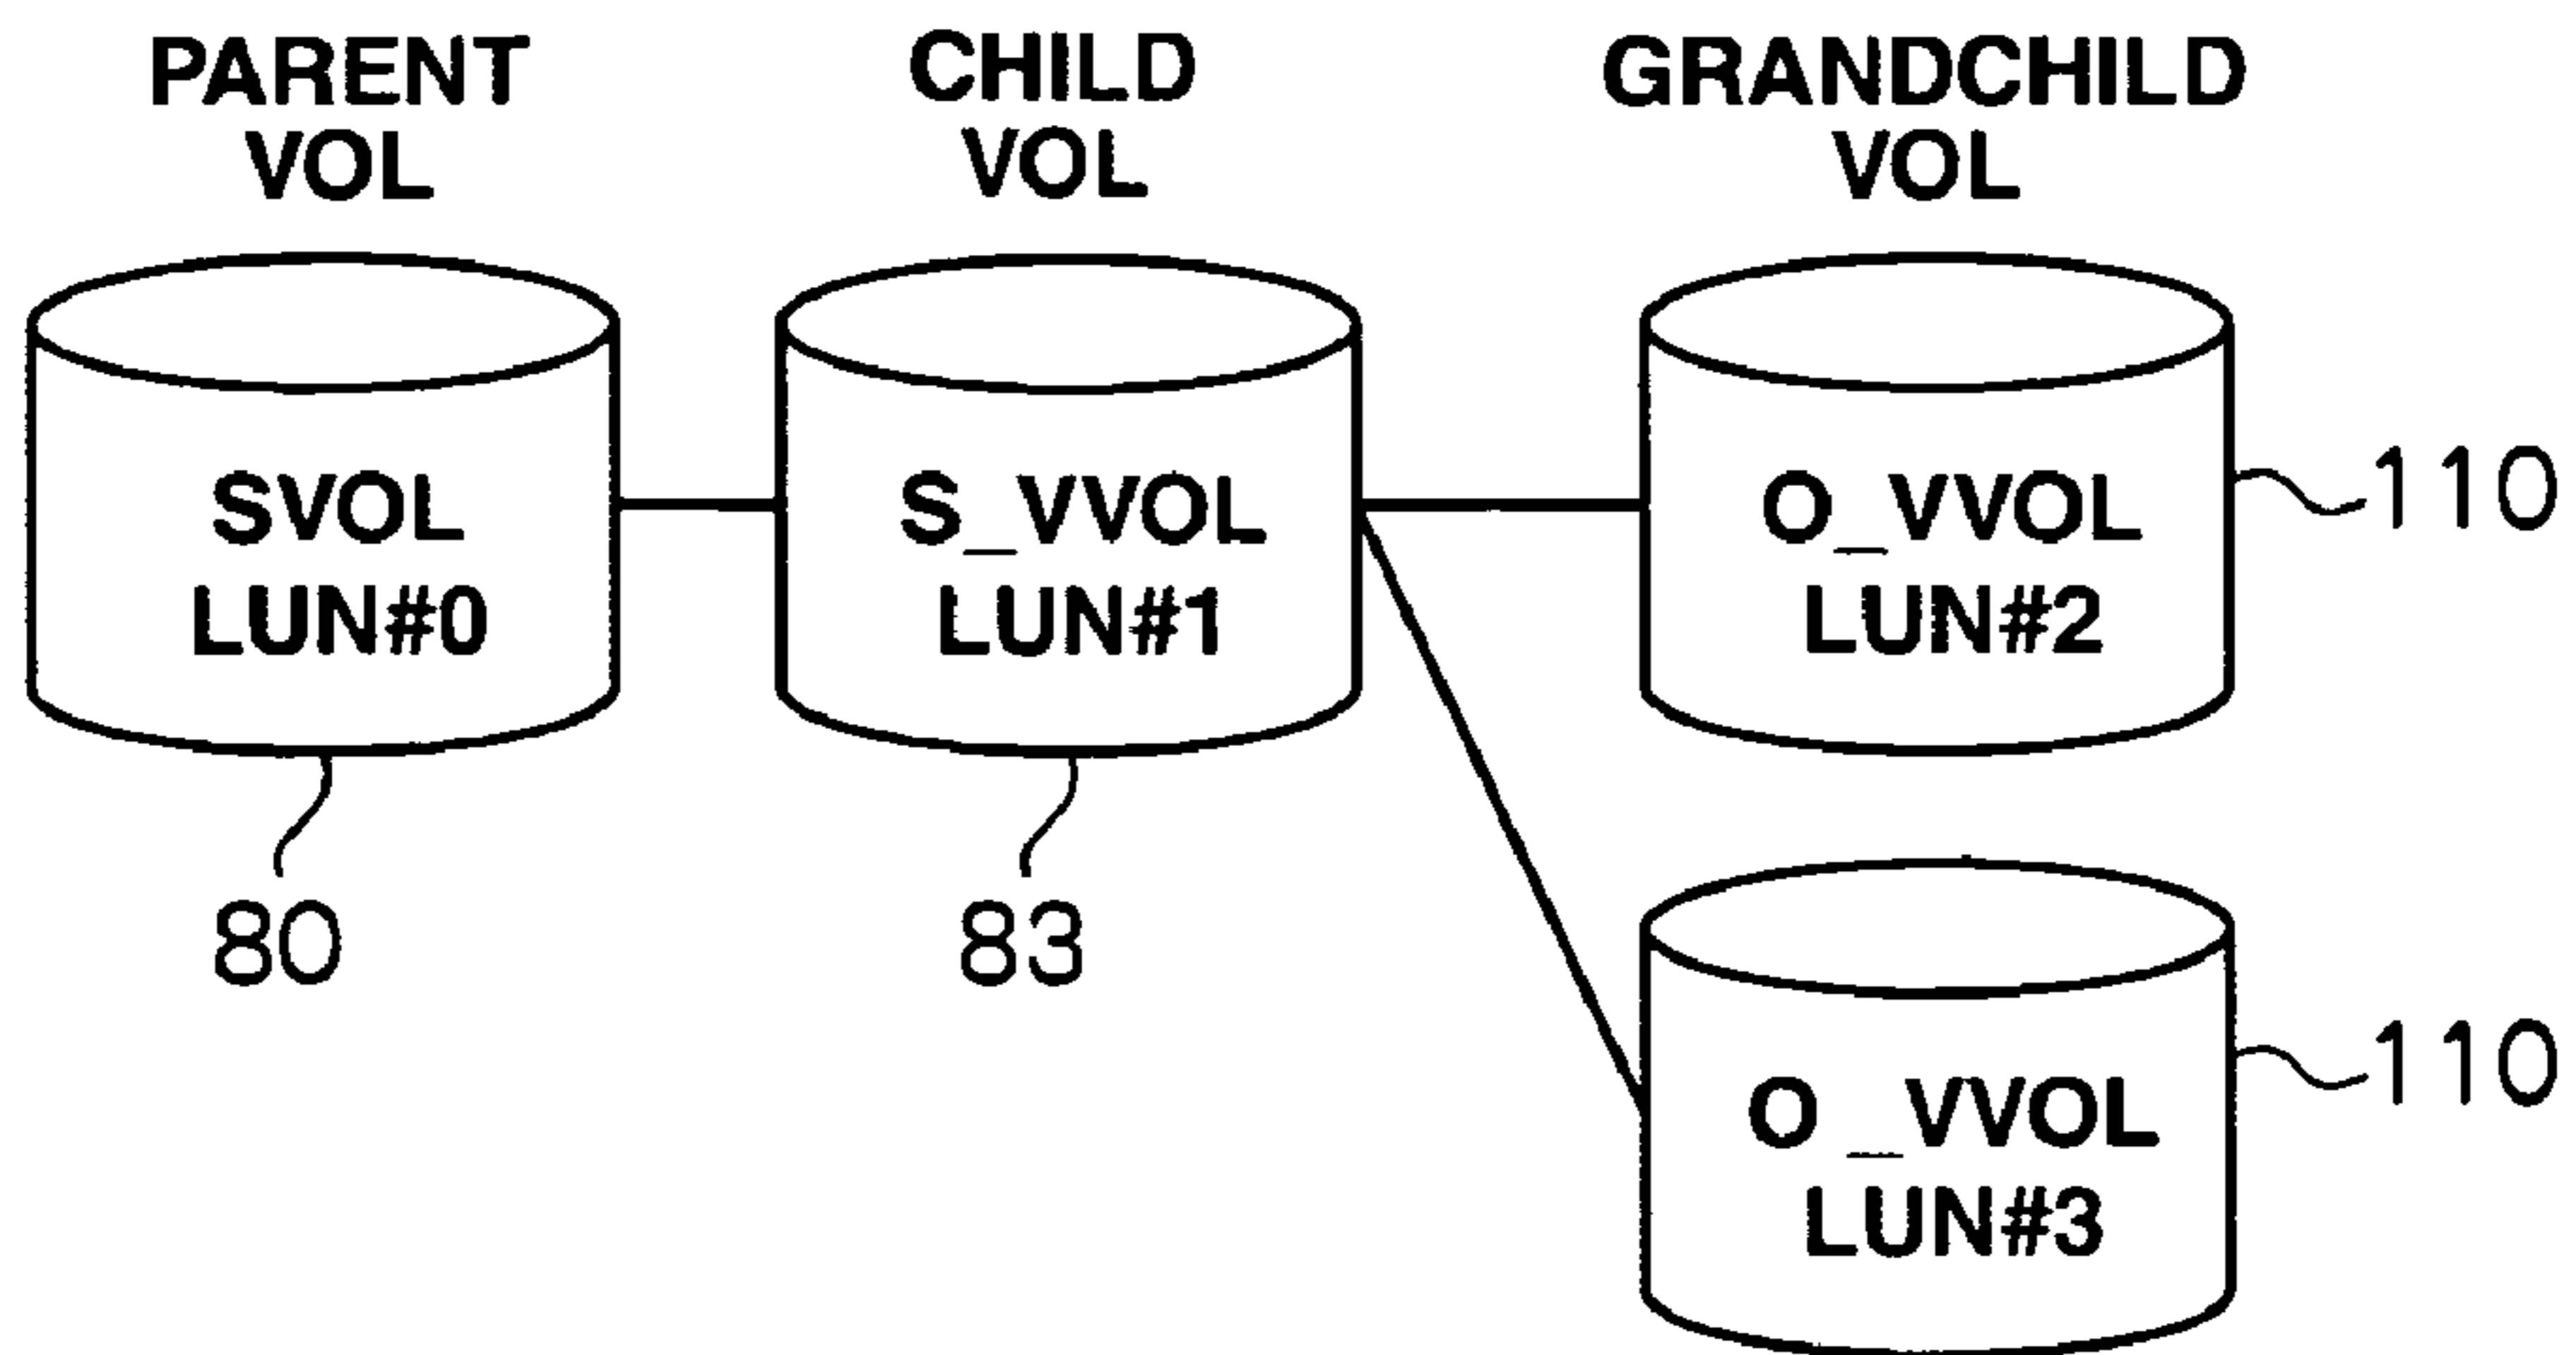 PARENT
VOL
CHILD
VOL
GRANDCHILD
VOL
SVOL
LUN#0
S_VVOL
LUN#1
O_VVOL
LUN#2
110
80
83
O_VVOL
LUN#3
110